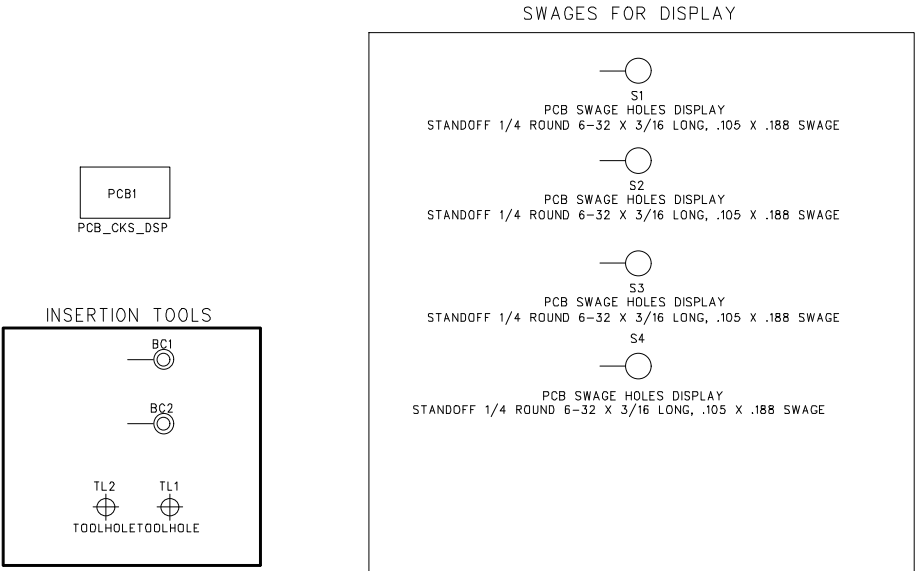 SWAGES FOR DISPLAY
S1
PCB SWAGE HOLES DISPLAY
STANDOFF 1/4 ROUND 6-32 X 3/16 LONG, .105 X .188 SWAGE
S2
PCB SWAGE HOLES DISPLAY
STANDOFF 1/4 ROUND 6-32 X 3/16 LONG, .105 X .188 SWAGE
S3
PCB SWAGE HOLES DISPLAY
STANDOFF 1/4 ROUND 6-32 X 3/16 LONG, .105 X .188 SWAGE
S4
PCB SWAGE HOLES DISPLAY
STANDOFF 1/4 ROUND 6-32 X 3/16 LONG, .105 X .188 SWAGE
PCB1
PCB_CKS_DSP
INSERTION TOOLS
BC1
BC2
TL2 TL1
TOOLHOLE TOOLHOLE